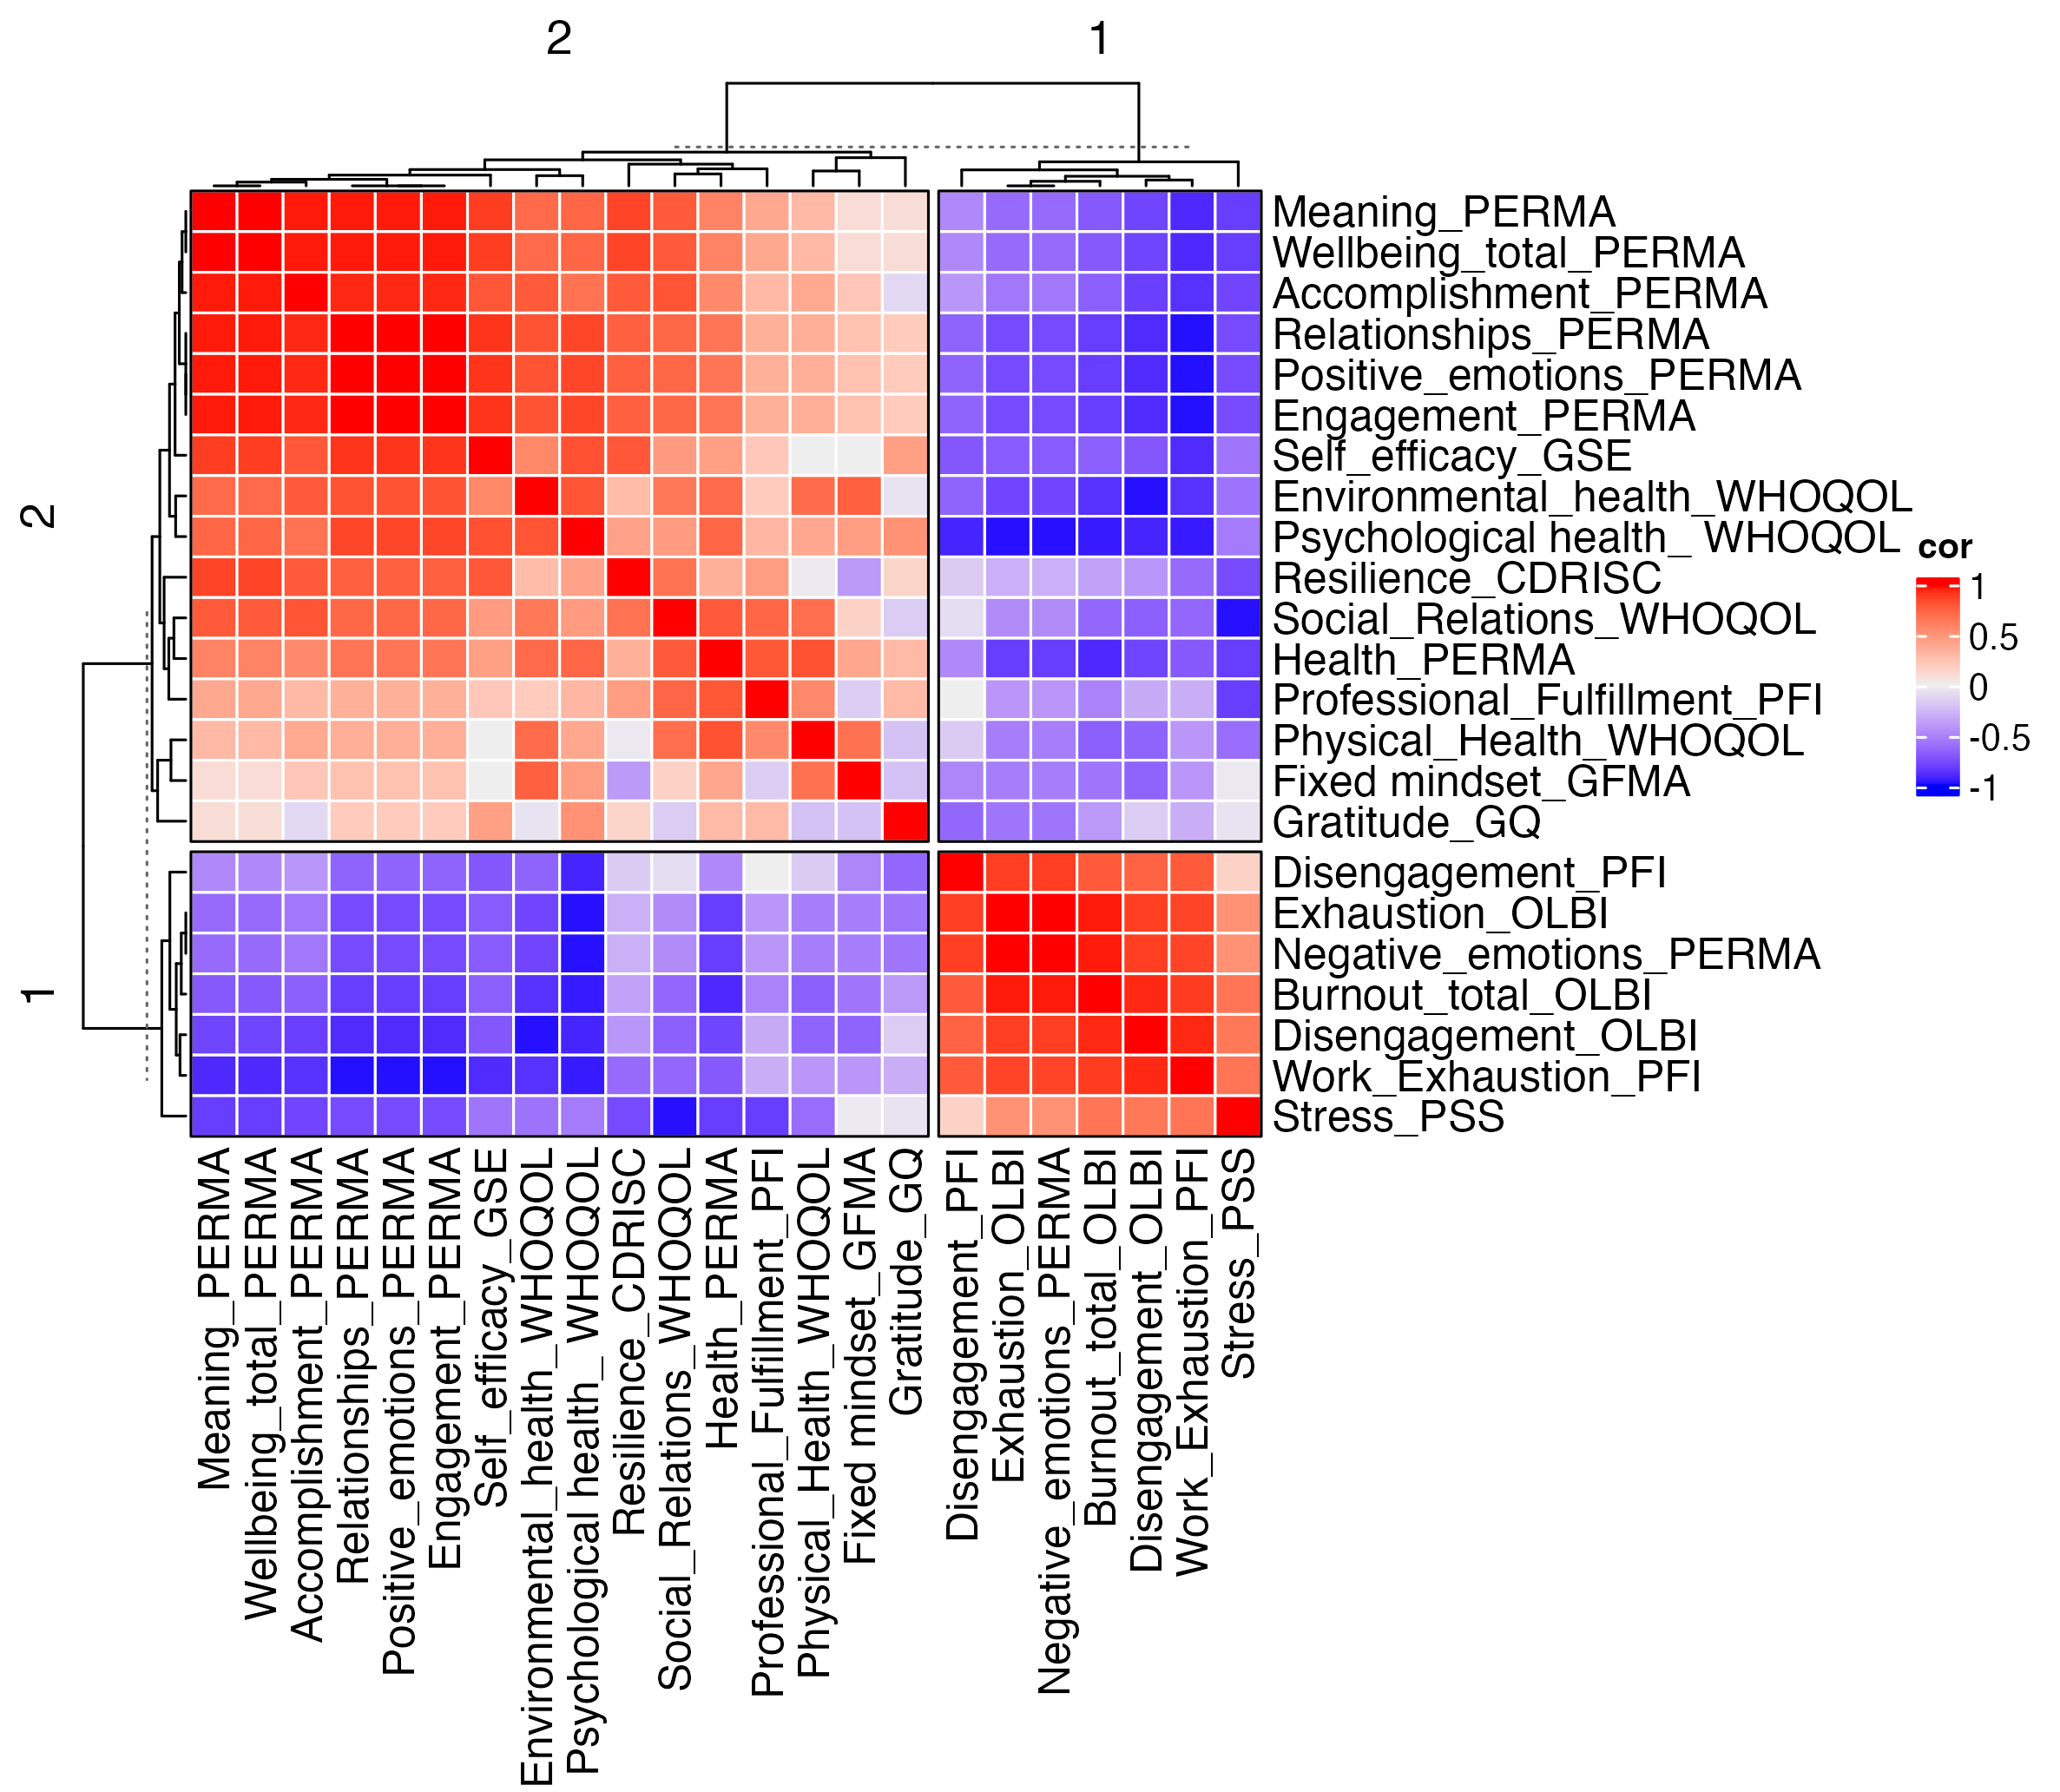 2
1
2
1
Meaning_PERMA
Wellbeing_total_PERMA
Accomplishment_PERMA
Relationships_PERMA
Positive_emotions_PERMA
Engagement_PERMA
Self_efficacy_GSE
Environmental_health_WHOQOL
Psychological health_ WHOQOL
Resilience_CDRISC
Social_Relations_WHOQOL
Health_PERMA
Professional_Fulfillment_PFI
Physical_Health_WHOQOL
Fixed mindset_GFMA
Gratitude_GQ
Disengagement_PFI
Exhaustion_OLBI
Negative_emotions_PERMA
Burnout_total_OLBI
Disengagement_OLBI
Work_Exhaustion_PFI
Stress_PSS
cor
1
0.5
0
-0.5
-1
Meaning_PERMA
Wellbeing_total_PERMA
Accomplishment_PERMA
Relationships_PERMA
Positive_emotions_PERMA
Engagement_PERMA
Self_efficacy_GSE
Environmental_health_WHOQOL
Psychological health_ WHOQOL
Resilience_CDRISC
Social_Relations_WHOQOL
Health_PERMA
Professional_Fulfillment_PFI
Physical_Health_WHOQOL
Fixed mindset_GFMA
Gratitude_GQ
Disengagement_PFI
Exhaustion_OLBI
Negative_emotions_PERMA
Burnout_total_OLBI
Disengagement_OLBI
Work_Exhaustion_PFI
Stress_PSS